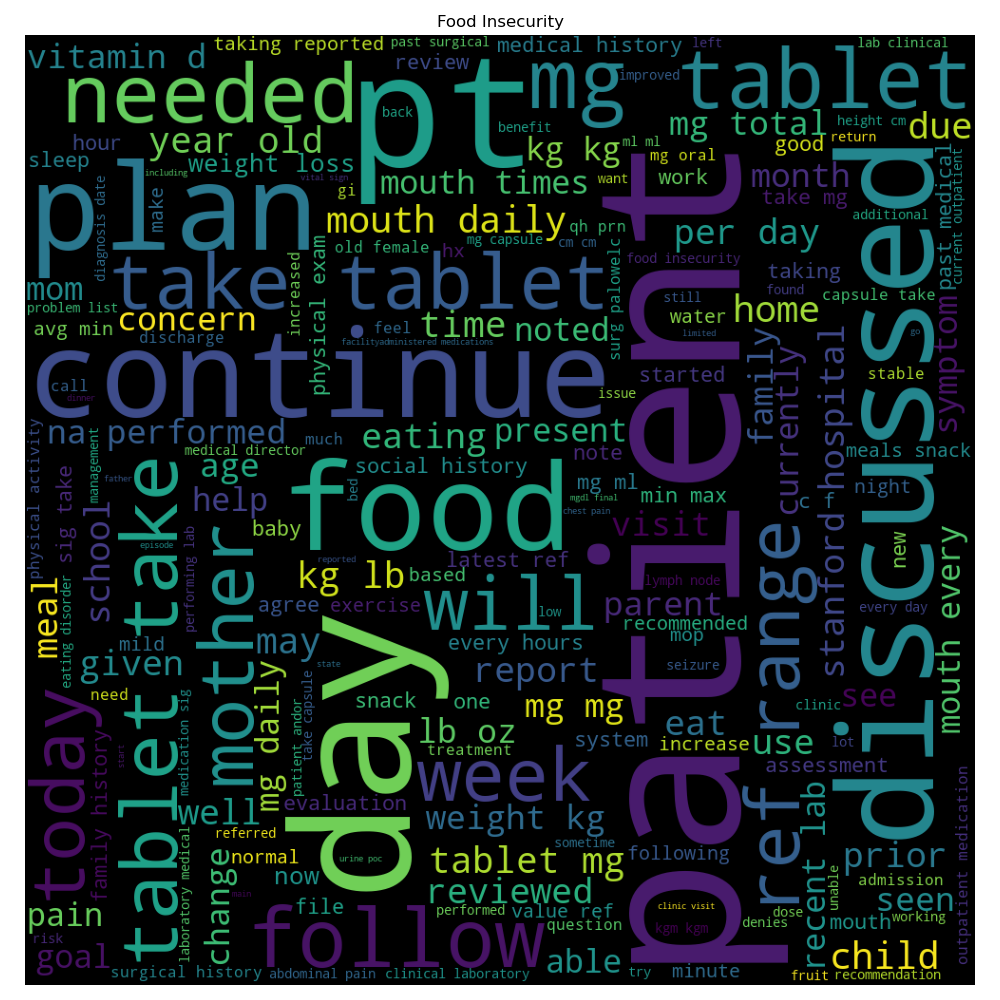 Food Insecurity
taking reported
past surgical
medical history
left
lab clinical
vitamin d
review
improved
needed
pt
mg
tablet
back
benefit
height cm
mg total
due
hour
year old
kg kg
ml ml
good
return
sleep
weight loss
including
vital sign
mouth times
want
mg oral
work
month
gi
make
diagnosis date
plan
take mg
past medical
current outpatient
additional
mouth daily
qh prn
per day
old female
hx
mg capsule
cm cm
food insecurity
take
tablet
mom
taking
found
problem list
increased
physical exam
surg palowelc
still
capsule take
avg min
concern
discharge
feel
time
noted
water
home
facilityadministered medications
limited
go
continue
call
dinner
started
issue
family
currently
hospital
stanford
stable
symptom
patient
discussed
na performed
medical director
much
eating
present
note
meals snack
physical activity
management
age
social history
bed
mg ml
min max
night
c f
sig take
school
help
father
food
mgdl final
chest pain
visit
new
baby
episode
reported
latest ref
lymph node
performing lab
kg lb
based
every day
meal
eating disorder
tablet take
mother
agree
exercise
will
low
parent
recommended
mop
ref range
mouth every
mild
may
every hours
seizure
given
state
report
need
snack
one
mg mg
see
clinic
today
family history
start
medication sig
mg daily
patient andor
take capsule
day
lb oz
treatment
system
eat
increase
use
lot
week
assessment
well
evaluation
weight kg
sometime
laboratory medical
referred
normal
urine poc
tablet mg
following
recent lab
prior
outpatient medication
change
now
main
reviewed
admission
unable
seen
pain
file
performed
value ref
question
clinic visit
dose
denies
mouth
working
risk
goal
follow
able
kgm kgm
child
surgical history
abdominal pain
clinical laboratory
try
minute
fruit
recommendation